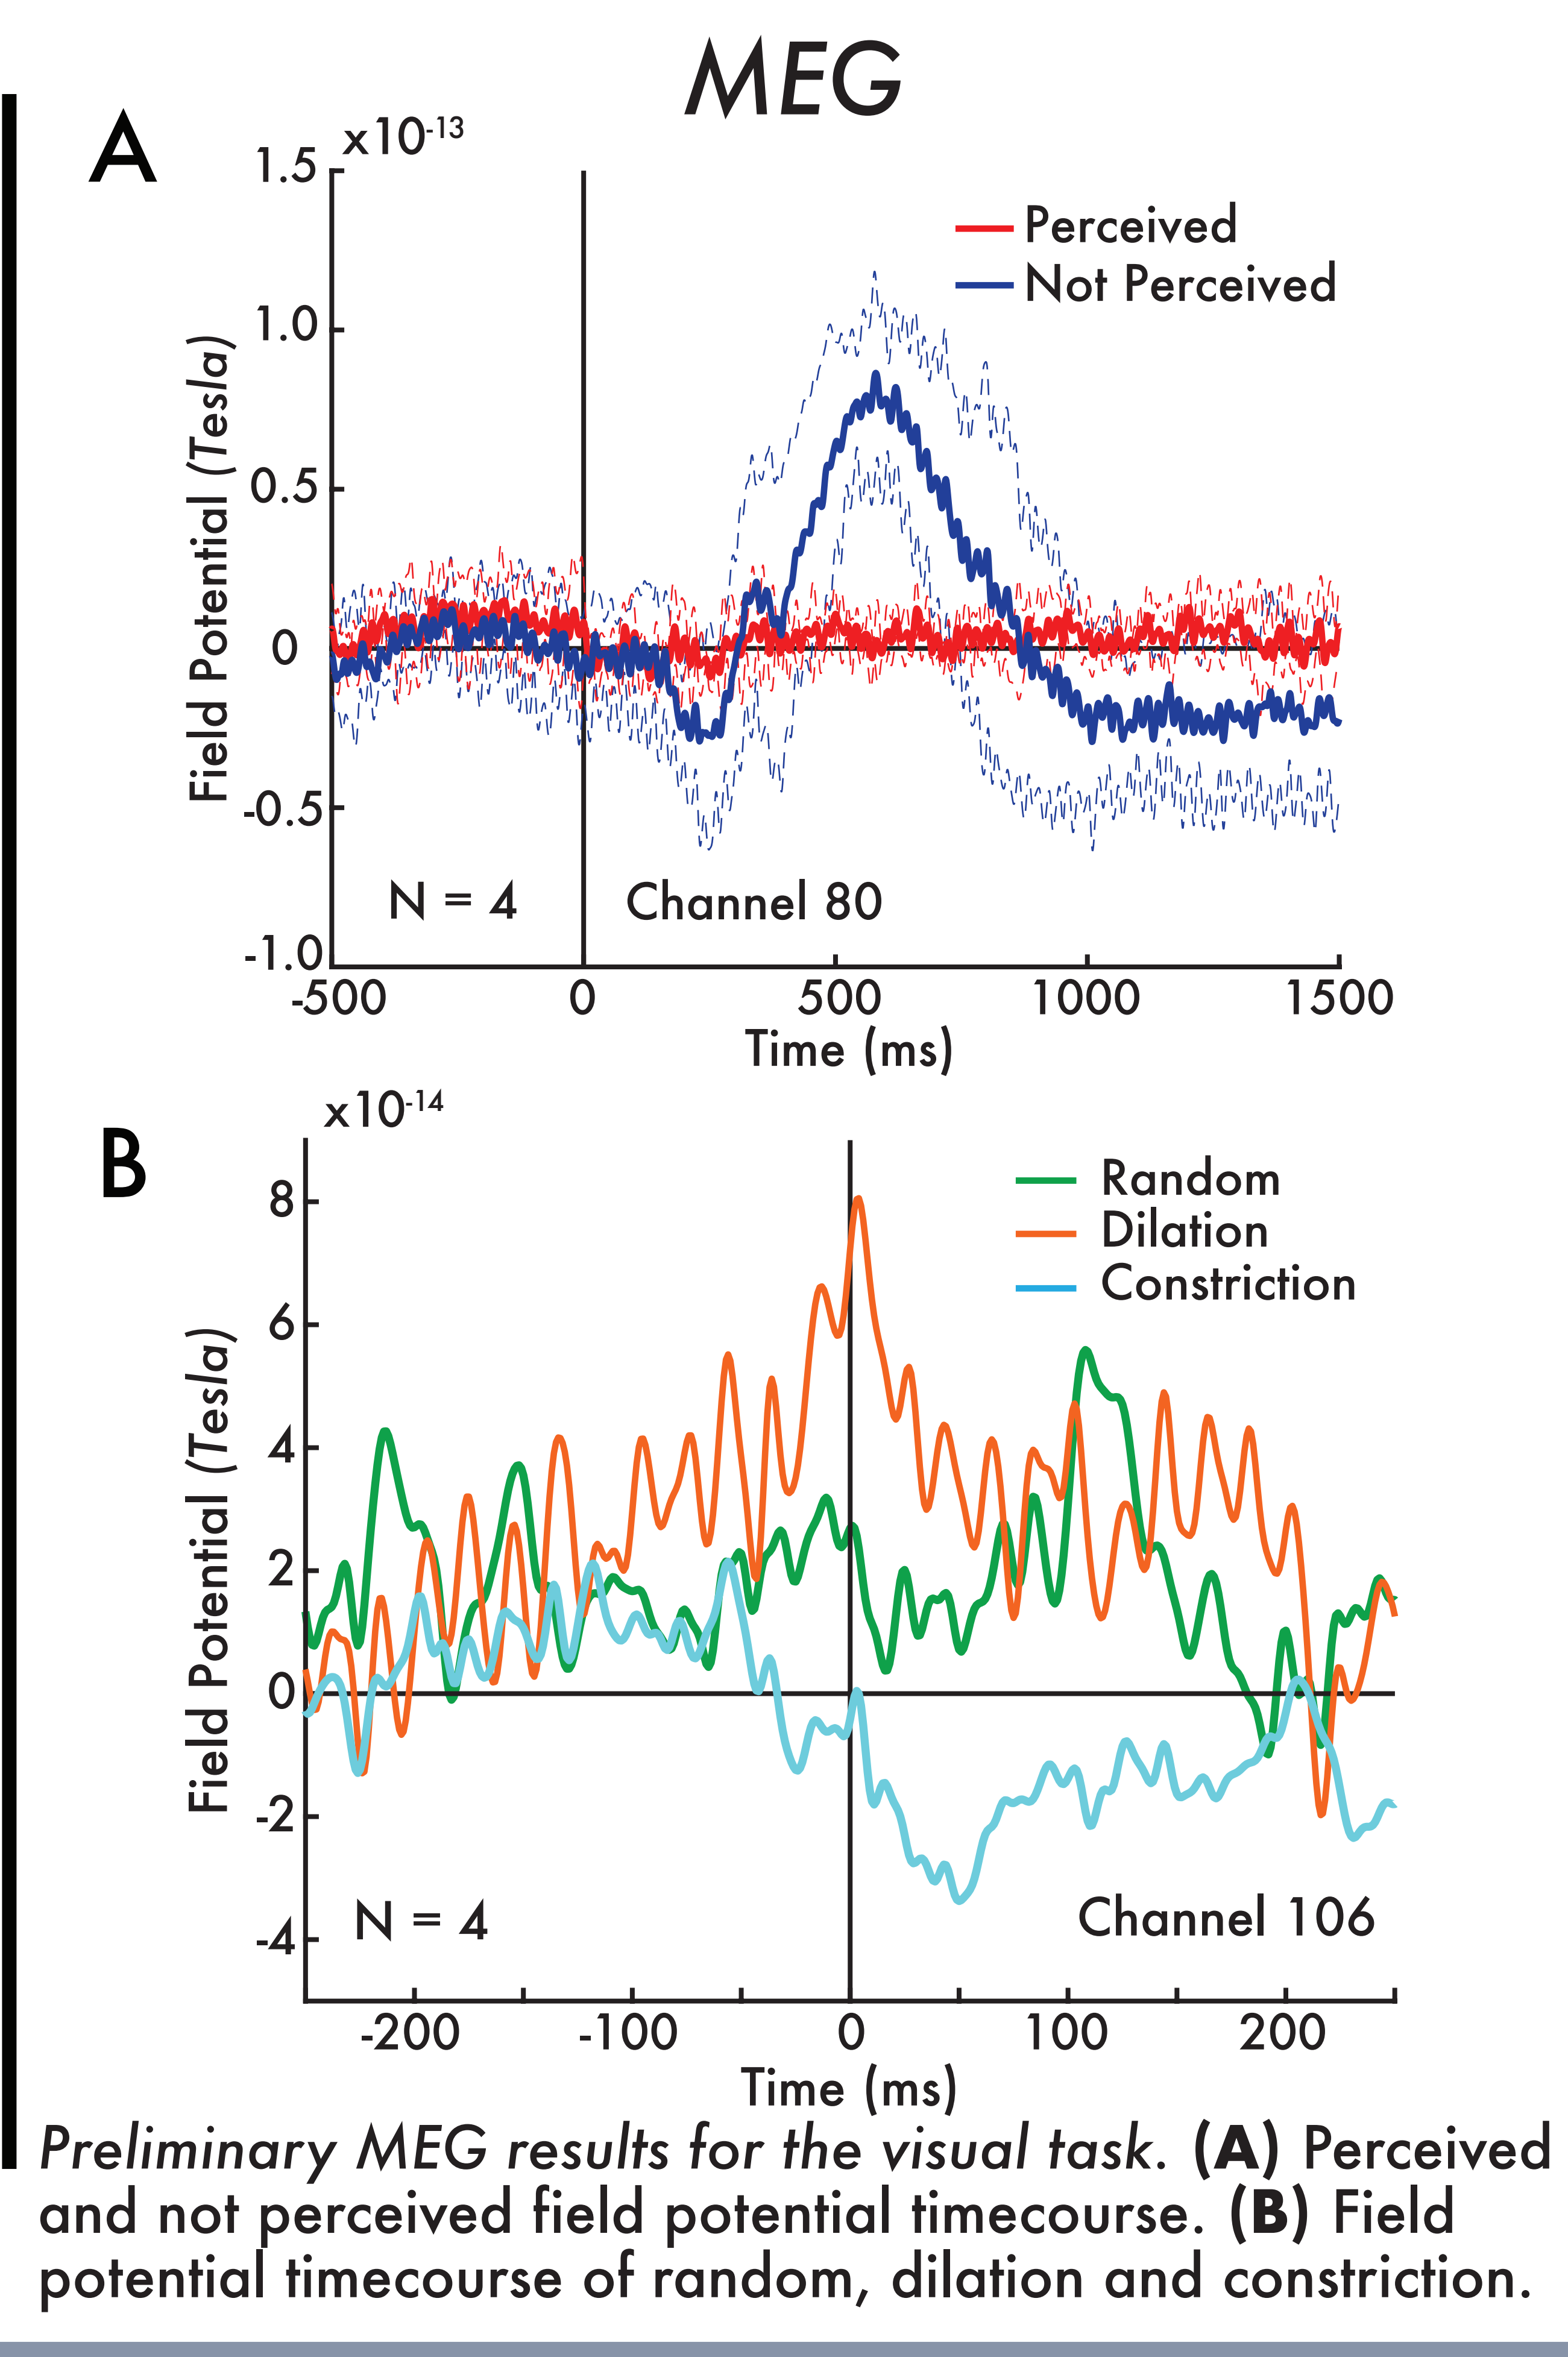 MEG
A
x10-13
1.5
1.0
0.5
0
-0.5
-1.0
Field Potential (Tesla)
Perceived
Not Perceived
N = 4
Channel 80
-500 0 500 1000 1500
Time (ms)
B
x10-14
8
6
4
2
0
-2
-4
Field Potential (Tesla)
Random
Dilation
Constriction
N = 4
Channel 106
-200 -100 0 100 200
Time (ms)
Preliminary MEG results for the visual task. (A) Perceived
and not perceived field potential timecourse. (B) Field
potential timecourse of random, dilation and constriction.